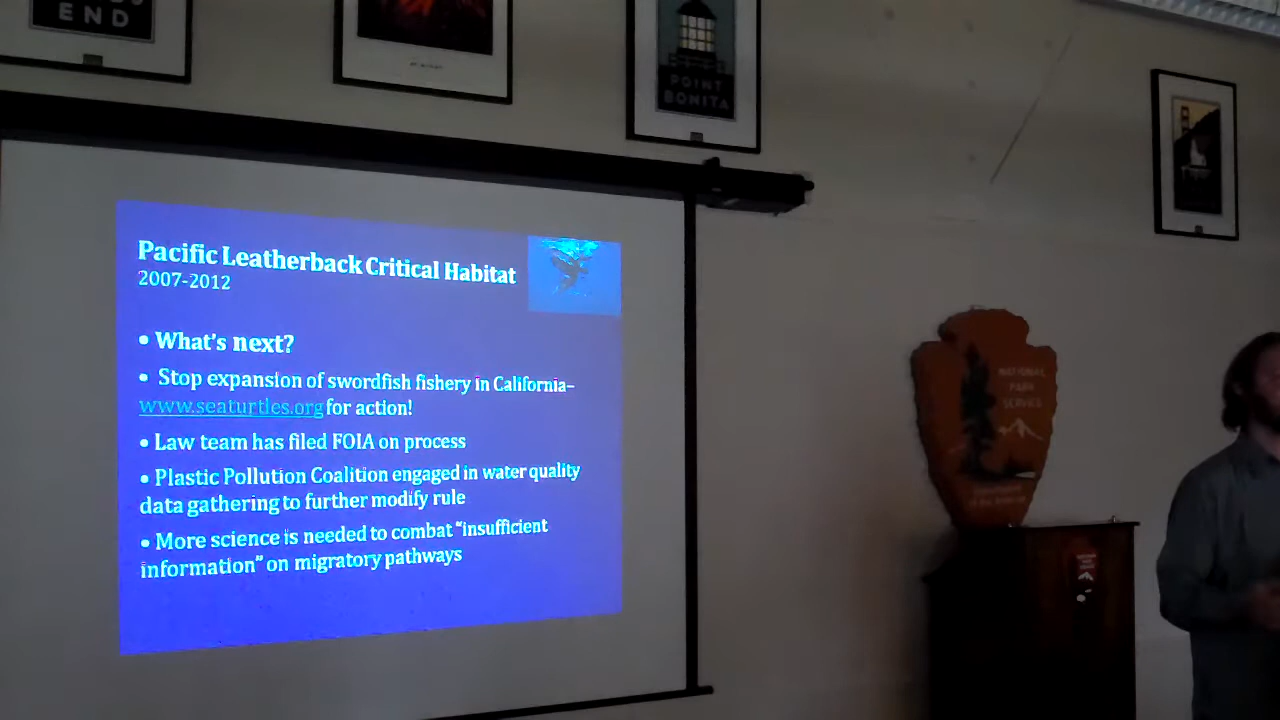 END
POINT
BONITA
Pacific Leatherback Critical Habitat
2007-2012
• What's next?
• Stop expansion of swordfish fishery in California–
www.seaturtles.org for action!
• Law team has filed FOIA on process
• Plastic Pollution Coalition engaged in water quality
data gathering to further modify rule
• More science is needed to combat “insufficient
information” on migratory pathways
NATIONAL
PARK
SERVICE